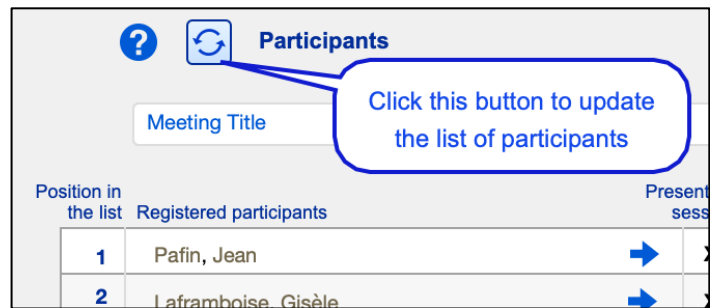 ?
Participants
Click this button to update
the list of participants
Meeting Title
Position in
the list
Registered participants
Present
sess
1
Pafin, Jean
2
Laframboise, Gisèle